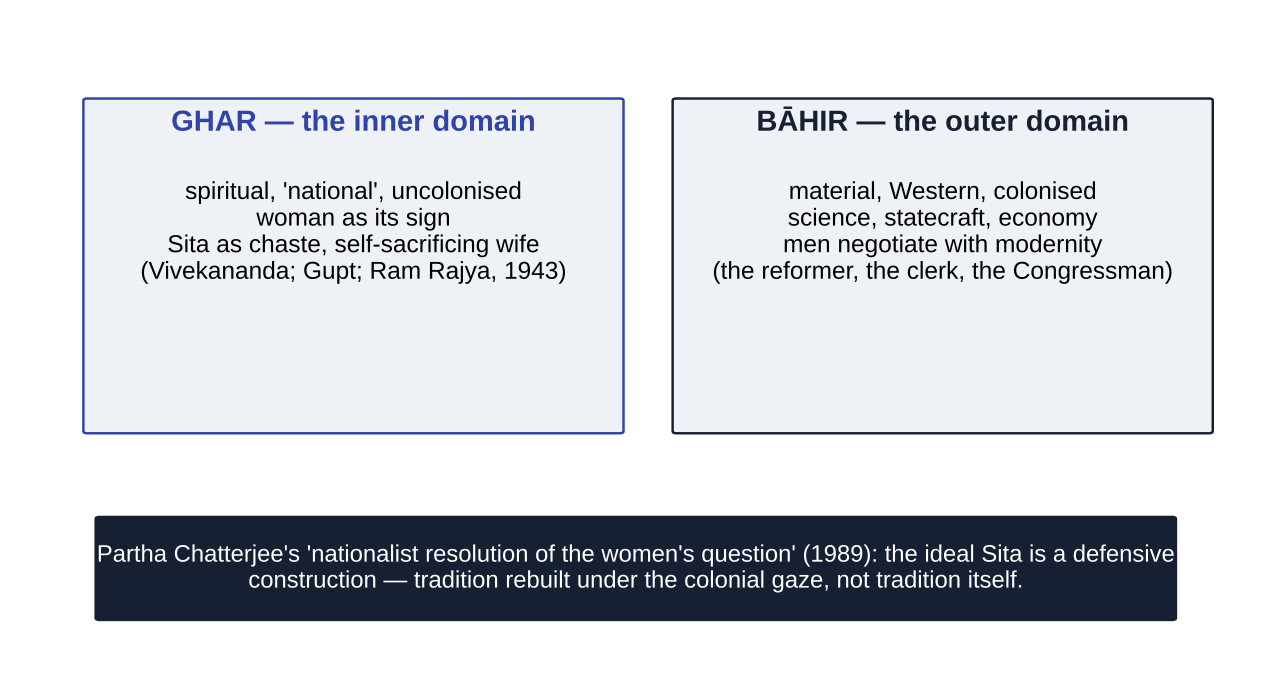 GHAR — the inner domain
spiritual, 'national', uncolonised
woman as its sign
Sita as chaste, self-sacrificing wife
(Vivekananda; Gupt; Ram Rajya, 1943)
BĀHIR — the outer domain
material, Western, colonised
science, statecraft, economy
men negotiate with modernity
(the reformer, the clerk, the Congressman)
Partha Chatterjee's 'nationalist resolution of the women's question' (1989): the ideal Sita is a defensive
construction — tradition rebuilt under the colonial gaze, not tradition itself.